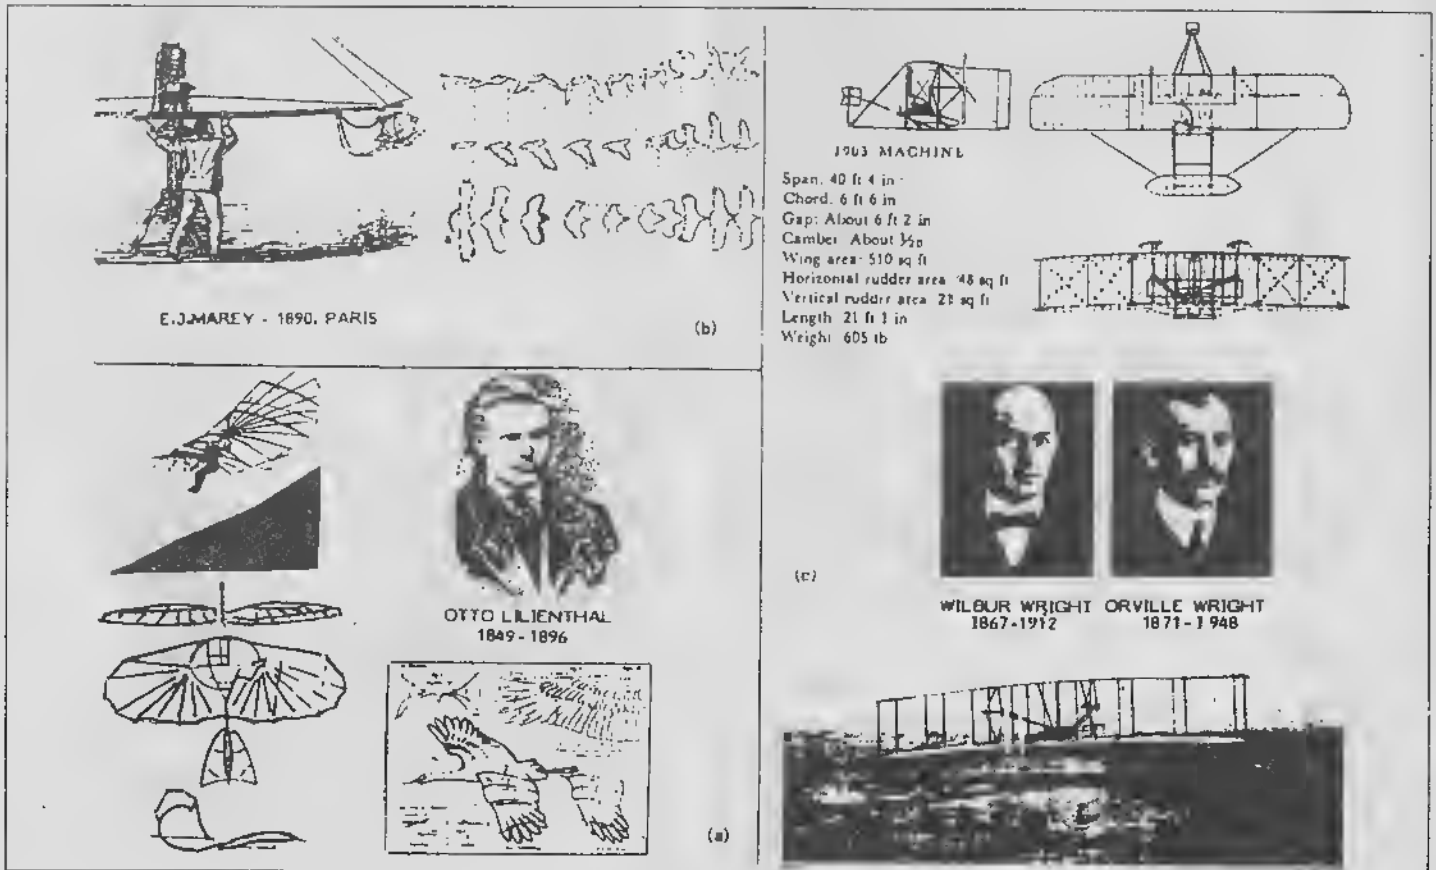 E.J.MAREY - 1890. PARIS
(b)
1903 MACHINE
Span: 40 ft 4 in
Chord: 6 ft 6 in
Gap: About 6 ft 2 in
Camber: About
Wing area: 510 sq ft
Horizontal rudder area: 48 sq ft
Vertical rudder area: 21 sq ft
Length: 21 ft 1 in
Weight: 605 lb
OTTO LILIENTHAL
1849 - 1896
(a)
(c)
WILBUR WRIGHT
1867-1912
ORVILLE WRIGHT
1871-1948